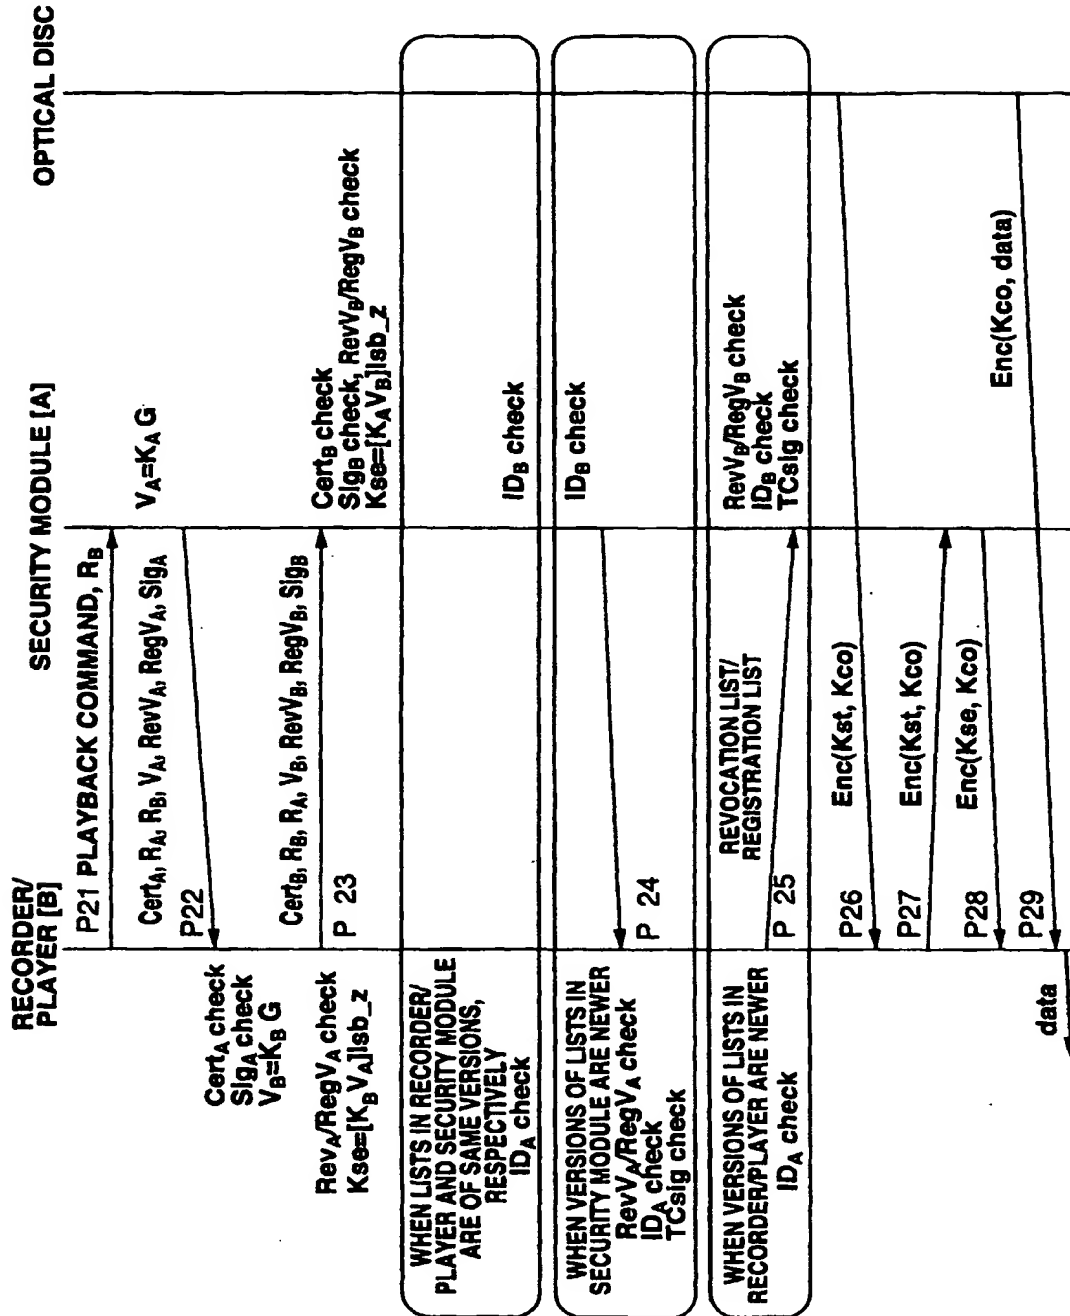 RECORDER/
PLAYER [B]
SECURITY MODULE [A]
OPTICAL DISC
P21 PLAYBACK COMMAND, R_B
V_A=K_A G
Cert_A, R_A, R_B, V_A, RevV_A, RegV_A, Sig_A
P22
Cert_A check
Sig_A check
V_B=K_B G
Cert_B, R_B, R_A, V_B, RevV_B, RegV_B, Sig_B
P 23
Cert_B check
Sig_B check, RevV_B/RegV_B check
Kse=[K_A V_B]lsb_z
Rev_A/RegV_A check
Kse=[K_B V_A]lsb_z
WHEN LISTS IN RECORDER/
PLAYER AND SECURITY MODULE
ARE OF SAME VERSIONS,
RESPECTIVELY
ID_A check
ID_B check
WHEN VERSIONS OF LISTS IN
SECURITY MODULE ARE NEWER
RevV_A/RegV_A check
ID_A check
TCsig check
P 24
ID_B check
WHEN VERSIONS OF LISTS IN
RECORDER/PLAYER ARE NEWER
ID_A check
P 25
REVOCATION LIST/
REGISTRATION LIST
RevV_B/RegV_B check
ID_B check
TCsig check
P26
Enc(Kst, Kco)
P27
Enc(Kst, Kco)
P28
Enc(Kse, Kco)
P29
Enc(Kco, data)
data